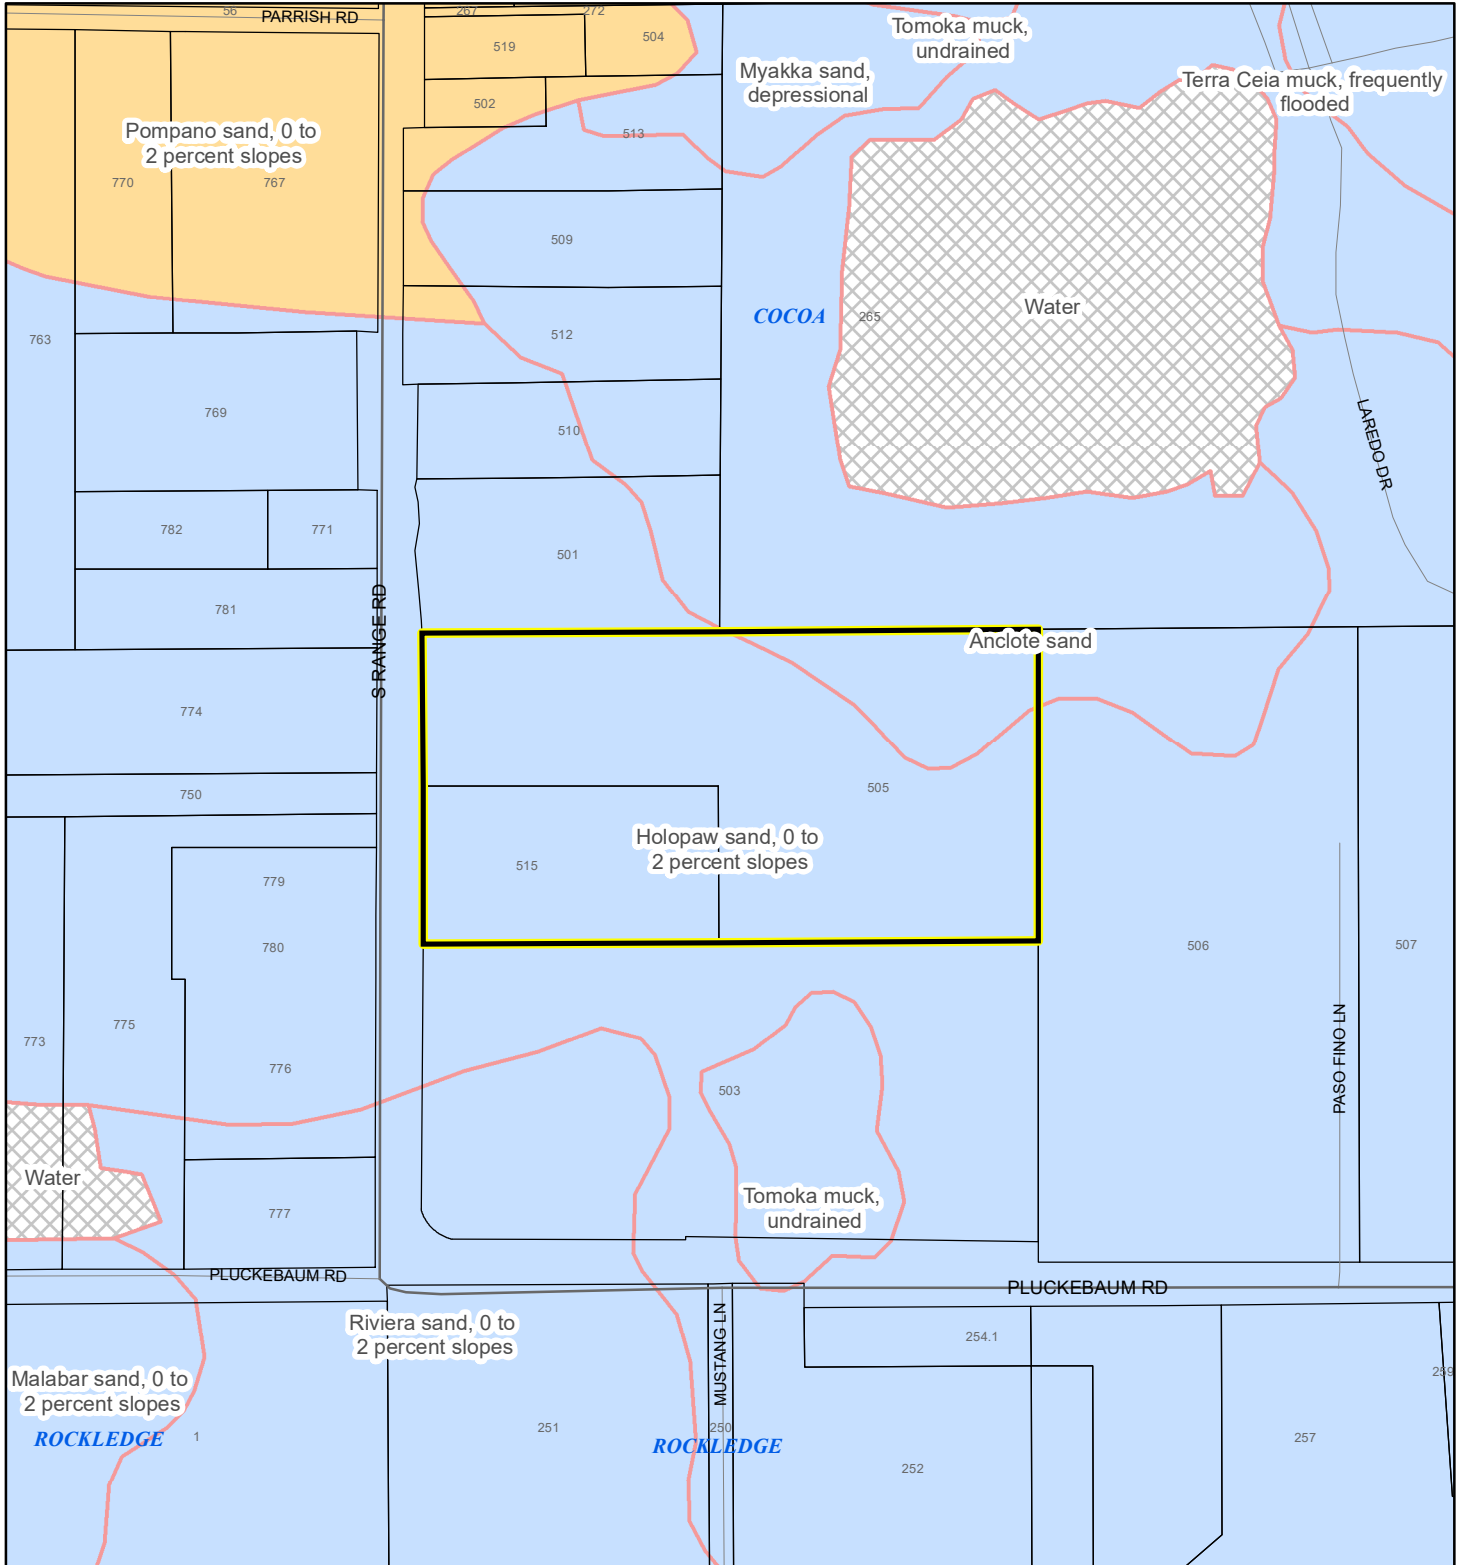 56
PARRISH RD
267
272
519
504
502
Tomoka muck,
undrained
Myakka sand,
depressional
Terra Ceia muck, frequently
flooded
Pompano sand, 0 to
2 percent slopes
513
770
767
509
COCOA
265
Water
512
763
769
510
LAREDO DR
782
771
501
781
S RANGE RD
Anclote sand
774
750
505
Holopaw sand, 0 to
2 percent slopes
515
779
780
506
507
775
773
776
503
PASO FINO LN
Water
777
Tomoka muck,
undrained
PLUCKEBAUM RD
PLUCKEBAUM RD
Riviera sand, 0 to
2 percent slopes
MUSTANG LN
254.1
259
Malabar sand, 0 to
2 percent slopes
ROCKLEDGE
1
251
250
ROCKLEDGE
252
257